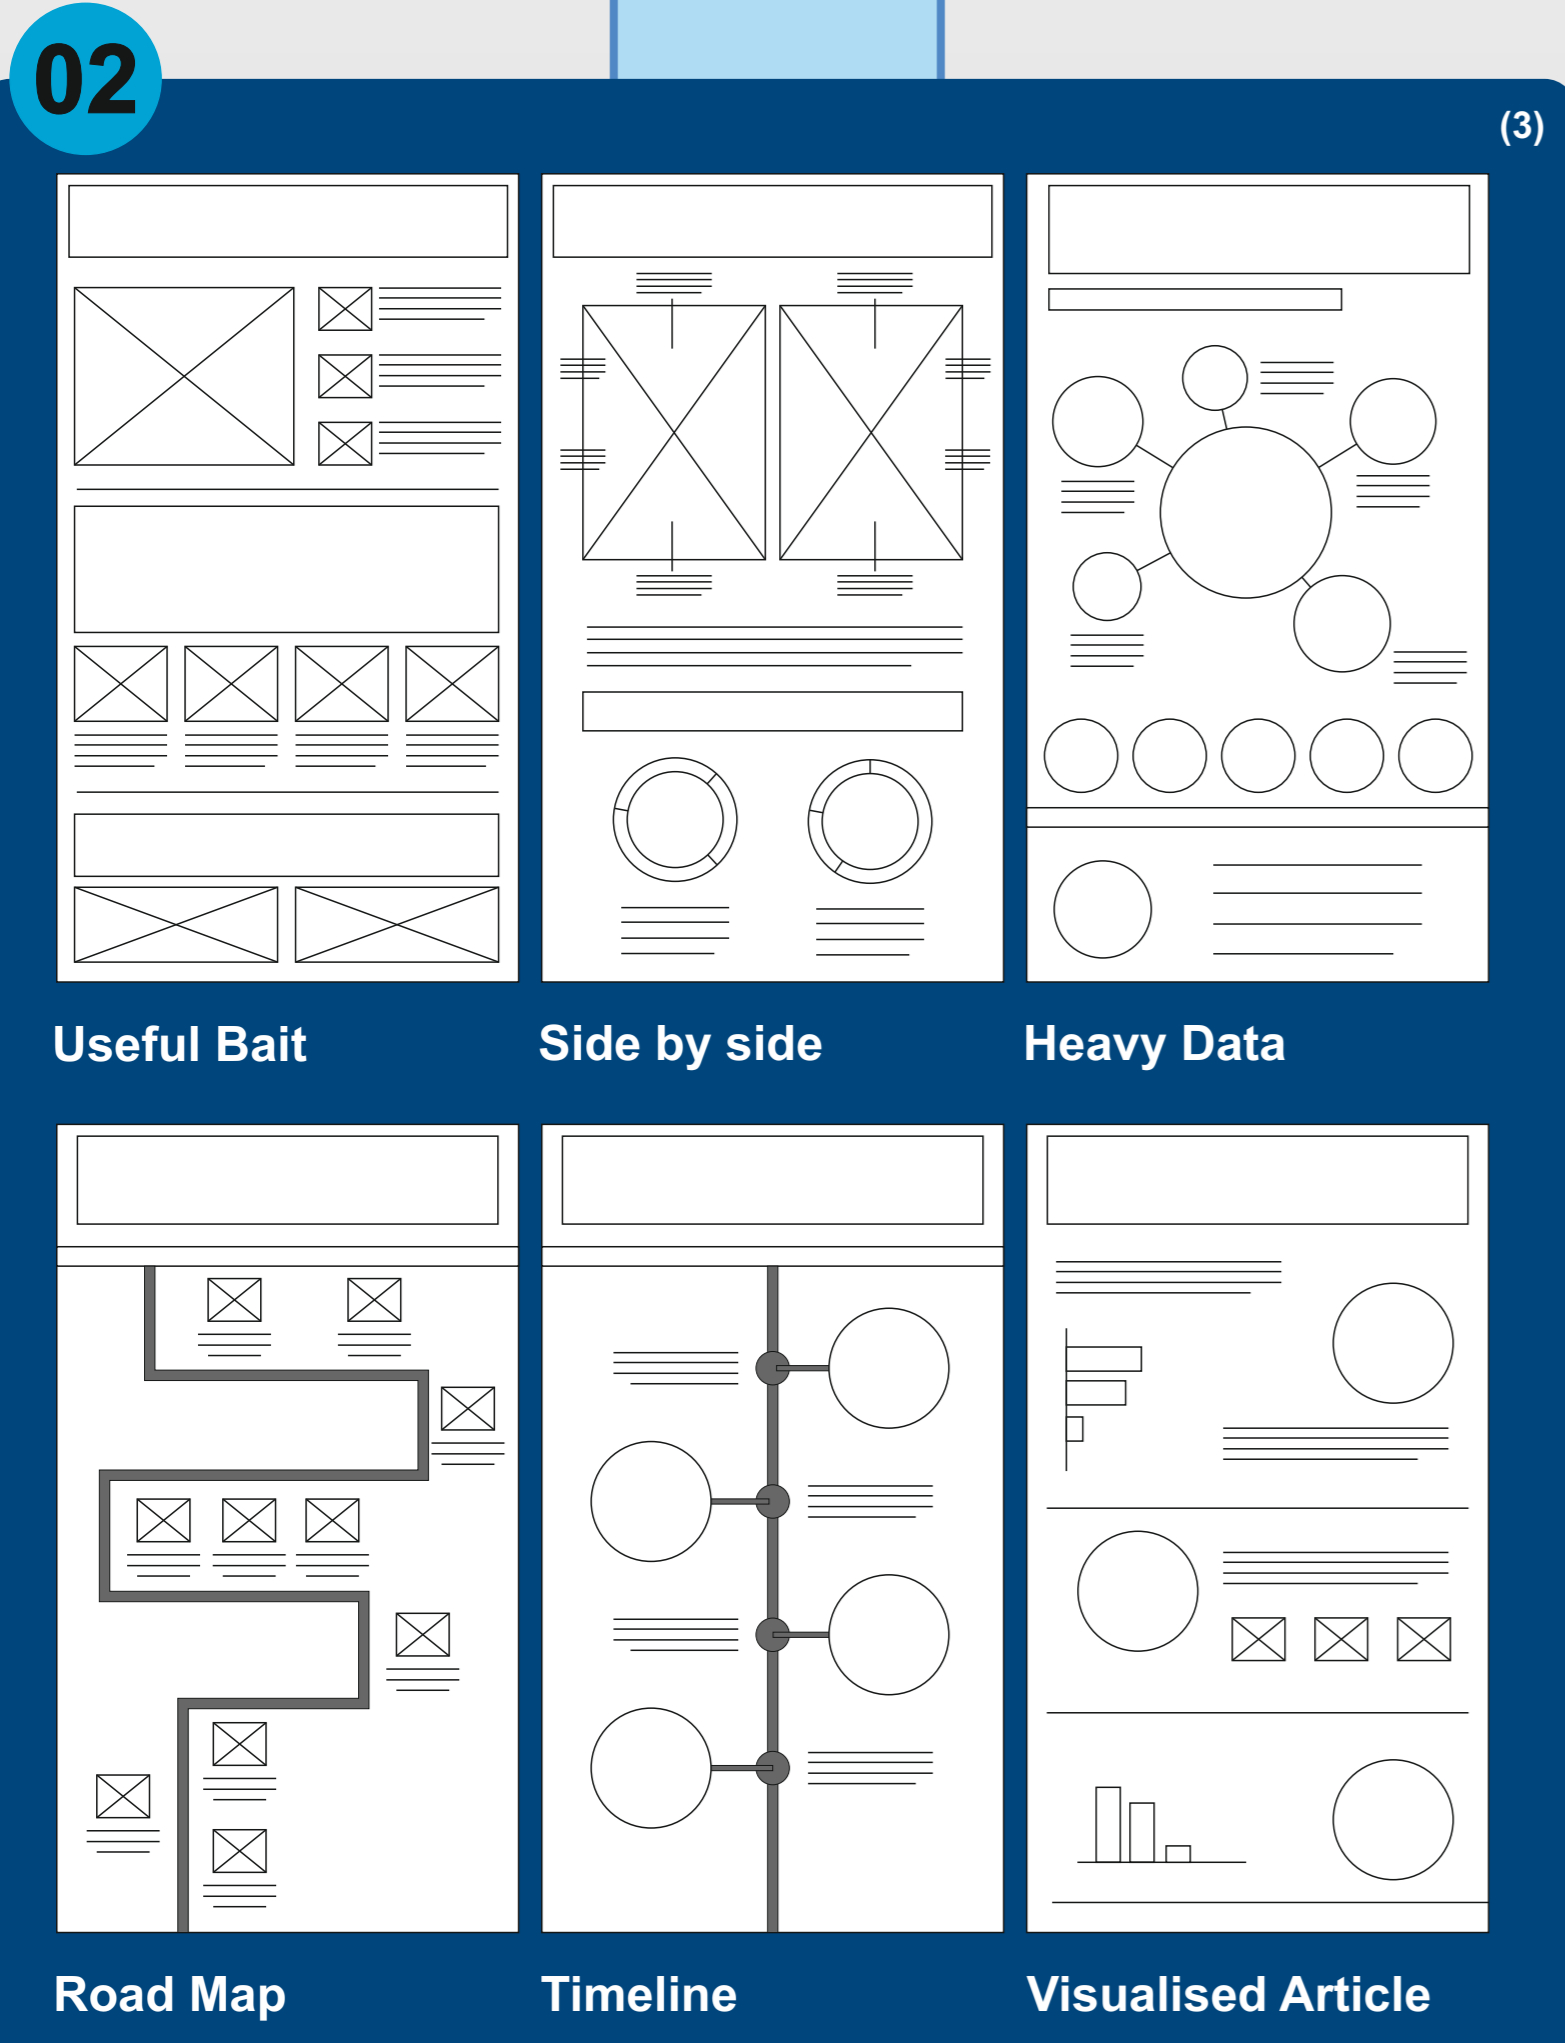 02
(3)
Useful Bait
Side by side
Heavy Data
Road Map
Timeline
Visualised Article